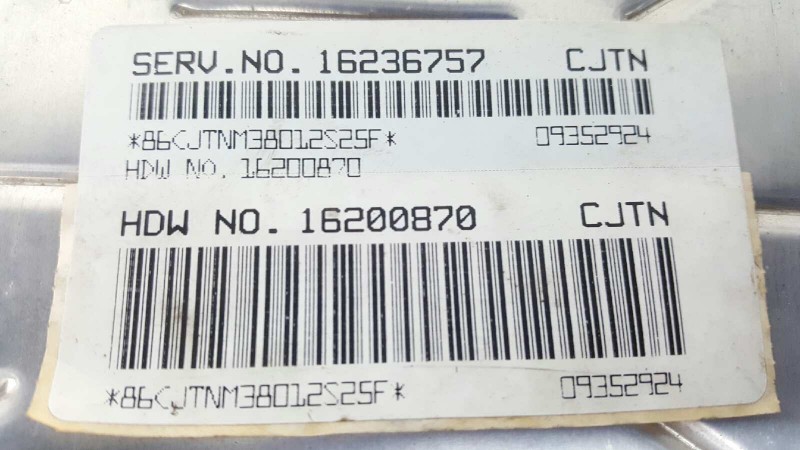 SERV.NO. 16236757 CJTN
*86CJTNM38012S25F* 09352924
HDW NO. 16200870
HDW NO. 16200870 CJTN
*86CJTNM38012S25F* 09352924